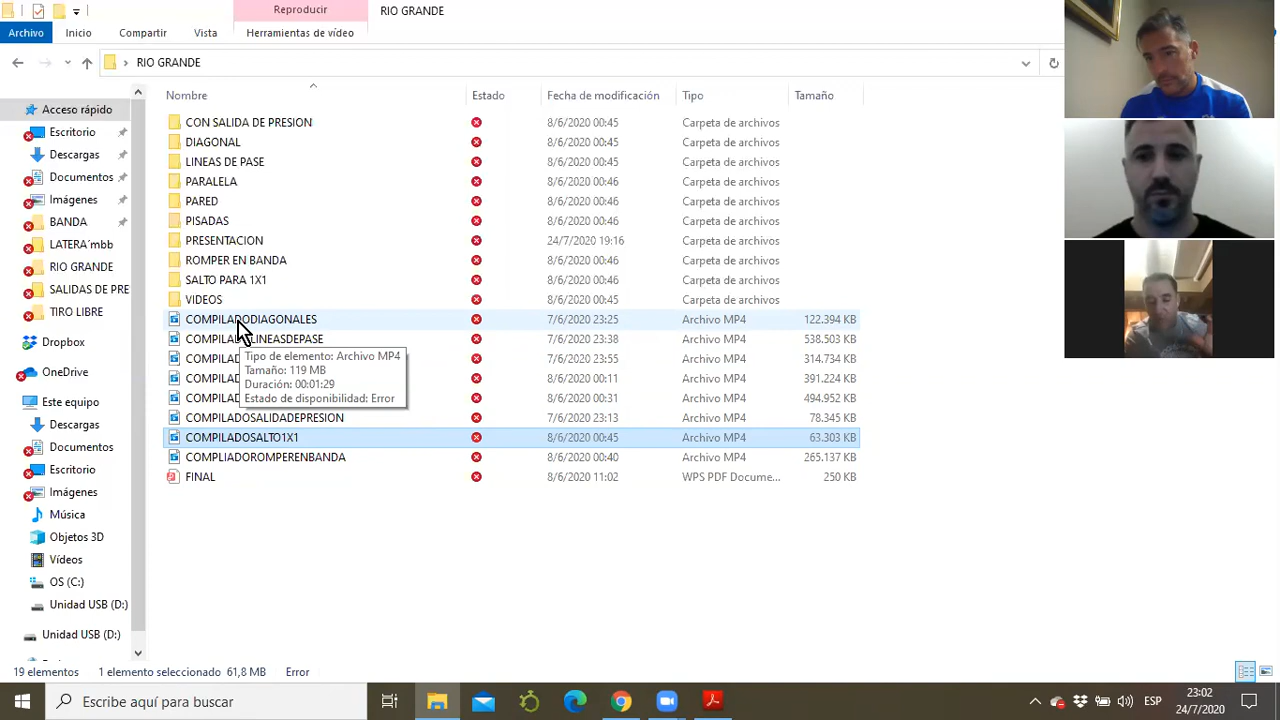 Reproducir
RIO GRANDE
Archivo
Inicio
Compartir
Vista
Herramientas de vídeo
RIO GRANDE
Nombre
Estado
Fecha de modificación
Tipo
Tamaño
Acceso rápido
Escritorio
Descargas
Documentos
Imágenes
BANDA
LATERA´mbb
RIO GRANDE
SALIDAS DE PRE
TIRO LIBRE
Dropbox
OneDrive
Este equipo
Descargas
Documentos
Escritorio
Imágenes
Música
Objetos 3D
Vídeos
OS (C:)
Unidad USB (D:)
Unidad USB (D:)
CON SALIDA DE PRESION 8/6/2020 00:45 Carpeta de archivos
DIAGONAL 8/6/2020 00:45 Carpeta de archivos
LINEAS DE PASE 8/6/2020 00:45 Carpeta de archivos
PARALELA 8/6/2020 00:46 Carpeta de archivos
PARED 8/6/2020 00:46 Carpeta de archivos
PISADAS 8/6/2020 00:46 Carpeta de archivos
PRESENTACION 24/7/2020 19:16 Carpeta de archivos
ROMPER EN BANDA 8/6/2020 00:46 Carpeta de archivos
SALTO PARA 1X1 8/6/2020 00:45 Carpeta de archivos
VIDEOS 8/6/2020 00:45 Carpeta de archivos
COMPILADODIAGONALES 7/6/2020 23:25 Archivo MP4 122.394 KB
COMPILADOLINEASDEPASE 7/6/2020 23:38 Archivo MP4 538.503 KB
COMPILAD 7/6/2020 23:55 Archivo MP4 314.734 KB
COMPILAD 8/6/2020 00:11 Archivo MP4 391.224 KB
COMPILAD 8/6/2020 00:31 Archivo MP4 494.952 KB
COMPILADOSALIDADEPRESION 7/6/2020 23:13 Archivo MP4 78.345 KB
COMPILADOSALTO1X1 8/6/2020 00:45 Archivo MP4 63.303 KB
COMPLIADOROMPERENBANDA 8/6/2020 00:40 Archivo MP4 265.137 KB
FINAL 8/6/2020 11:02 WPS PDF Docume... 250 KB
Tipo de elemento: Archivo MP4
Tamaño: 119 MB
Duración: 00:01:29
Estado de disponibilidad: Error
19 elementos
1 elemento seleccionado 61,8 MB
Error
Escribe aquí para buscar
ESP
23:02
24/7/2020